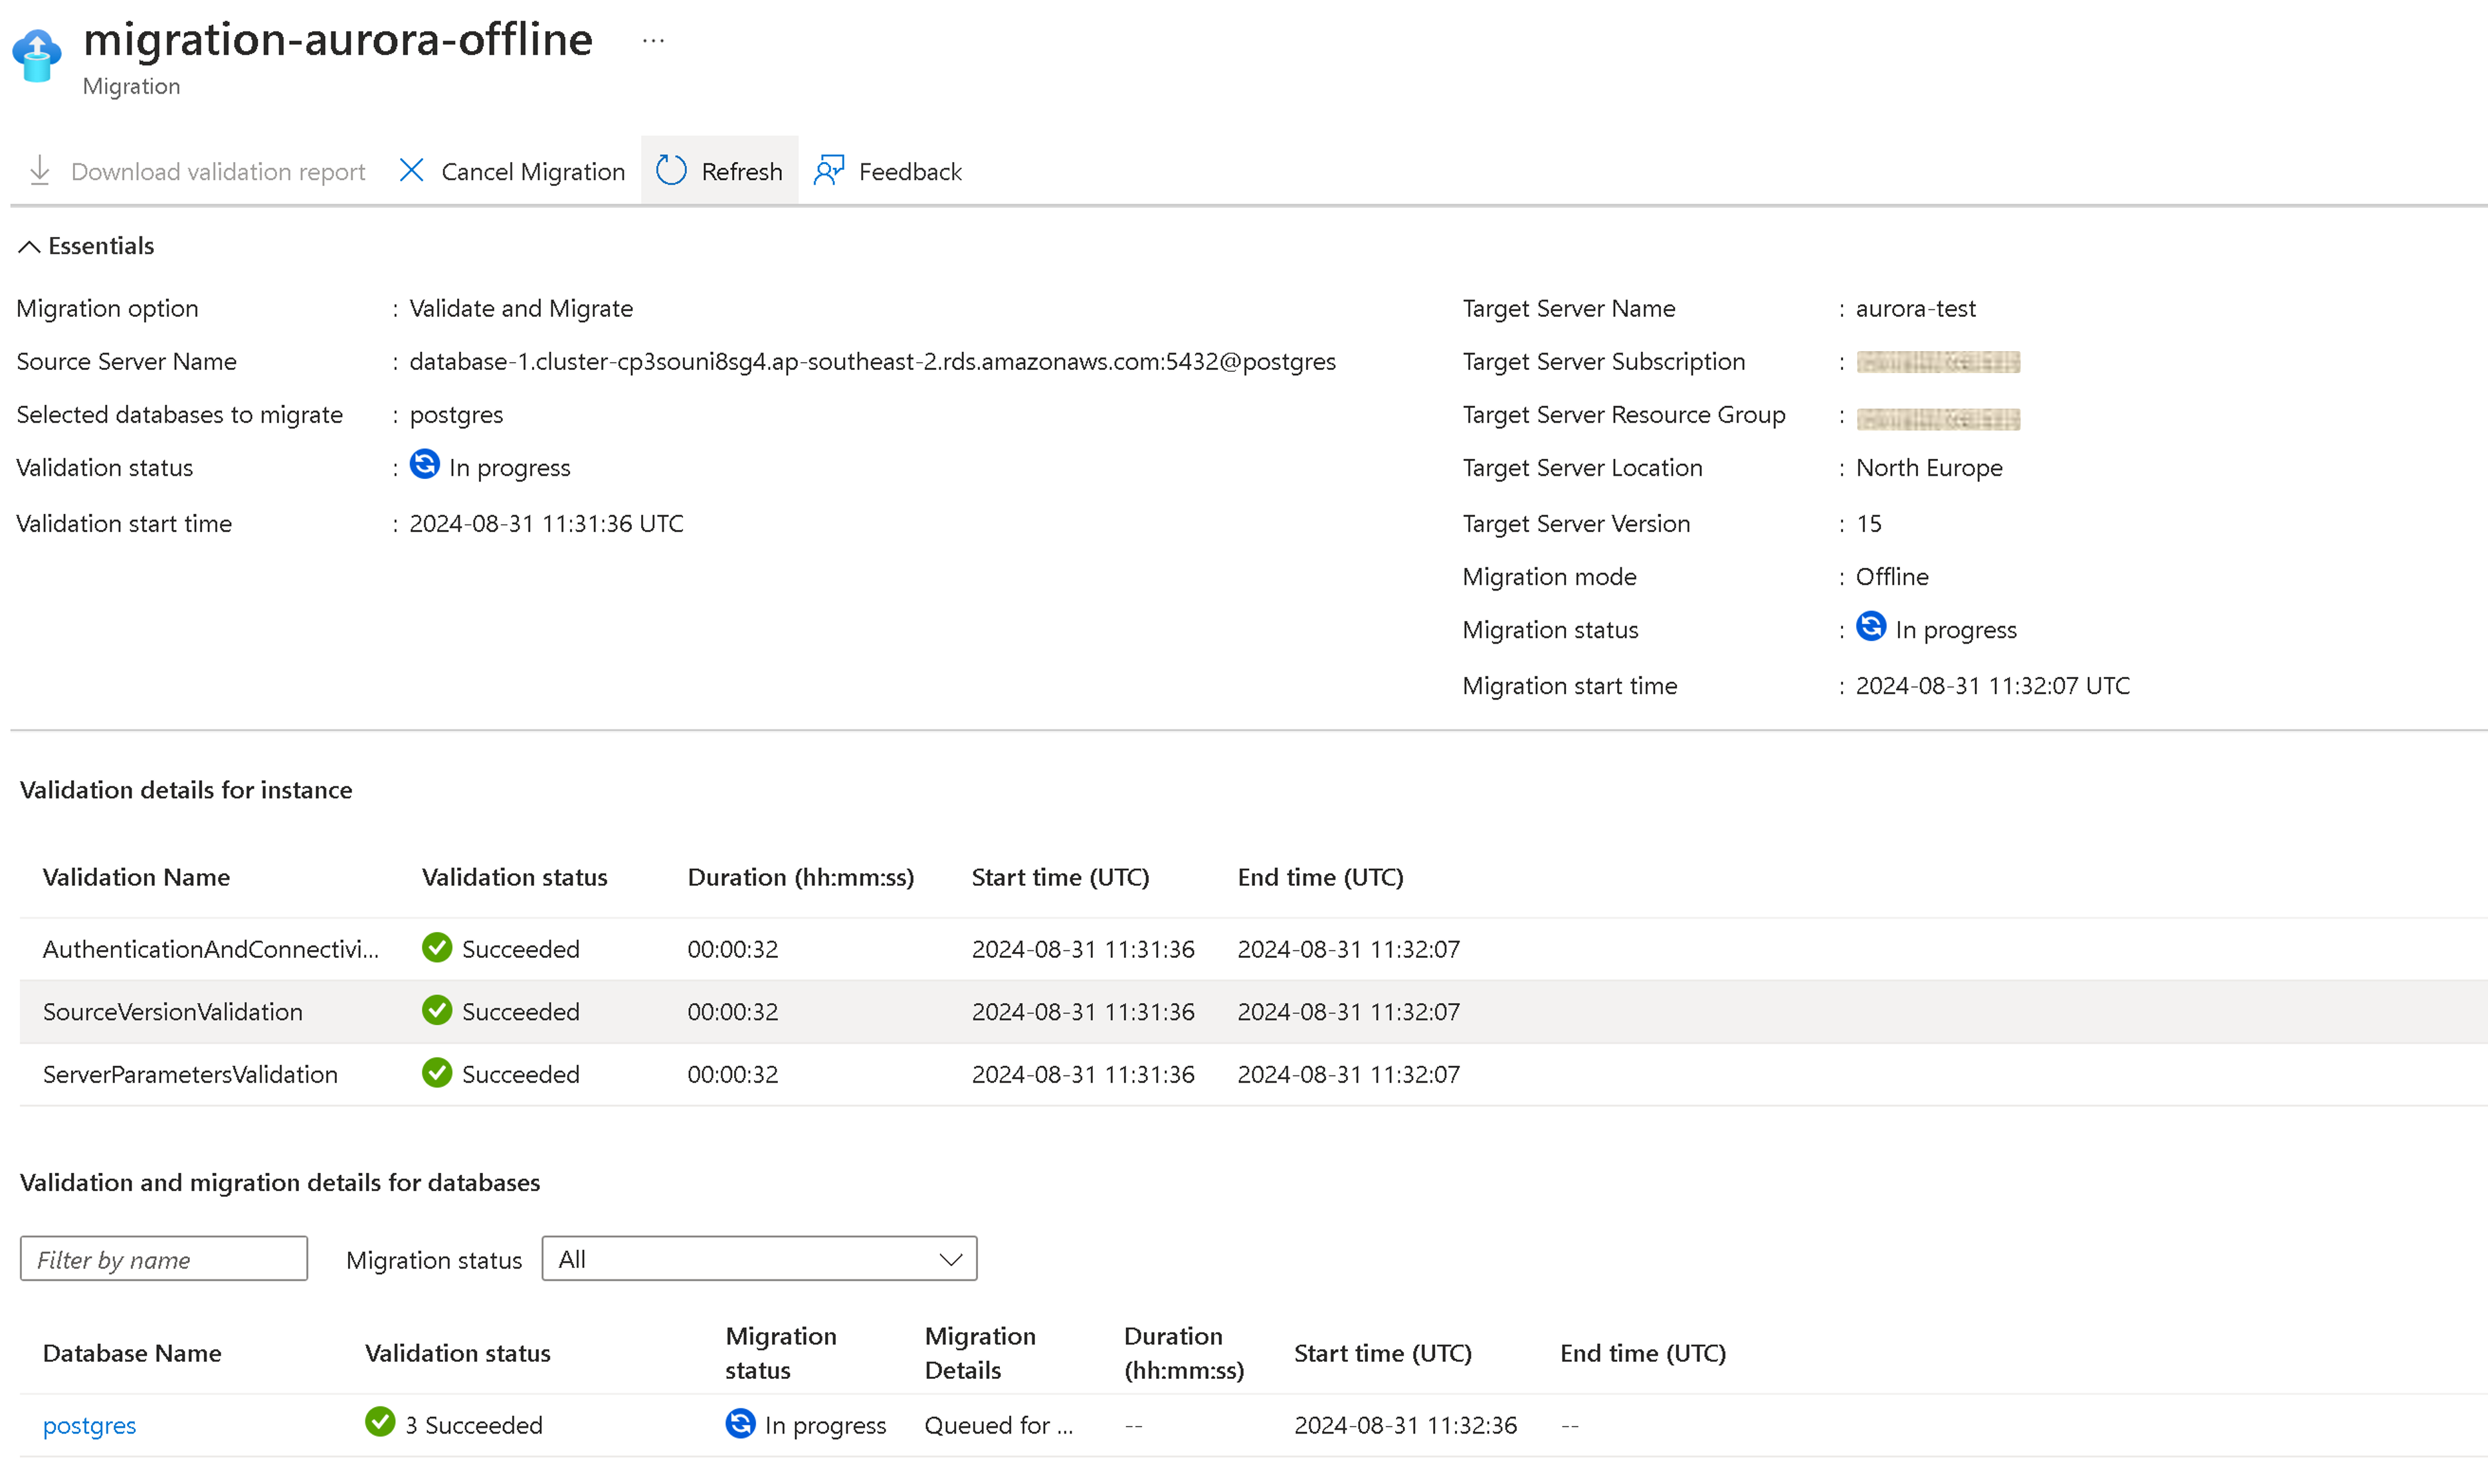 migration-aurora-offline ...
Migration
Download validation report Cancel Migration Refresh Feedback
Essentials
Migration option : Validate and Migrate
Source Server Name : database-1.cluster-cp3souni8sg4.ap-southeast-2.rds.amazonaws.com:5432@postgres
Selected databases to migrate : postgres
Validation status : In progress
Validation start time : 2024-08-31 11:31:36 UTC
Target Server Name : aurora-test
Target Server Subscription :
Target Server Resource Group :
Target Server Location : North Europe
Target Server Version : 15
Migration mode : Offline
Migration status : In progress
Migration start time : 2024-08-31 11:32:07 UTC
Validation details for instance
Validation Name Validation status Duration (hh:mm:ss) Start time (UTC) End time (UTC)
AuthenticationAndConnectivi... Succeeded 00:00:32 2024-08-31 11:31:36 2024-08-31 11:32:07
SourceVersionValidation Succeeded 00:00:32 2024-08-31 11:31:36 2024-08-31 11:32:07
ServerParametersValidation Succeeded 00:00:32 2024-08-31 11:31:36 2024-08-31 11:32:07
Validation and migration details for databases
Filter by name Migration status All
Database Name Validation status Migration status Migration Details Duration (hh:mm:ss) Start time (UTC) End time (UTC)
postgres 3 Succeeded In progress Queued for ... -- 2024-08-31 11:32:36 --